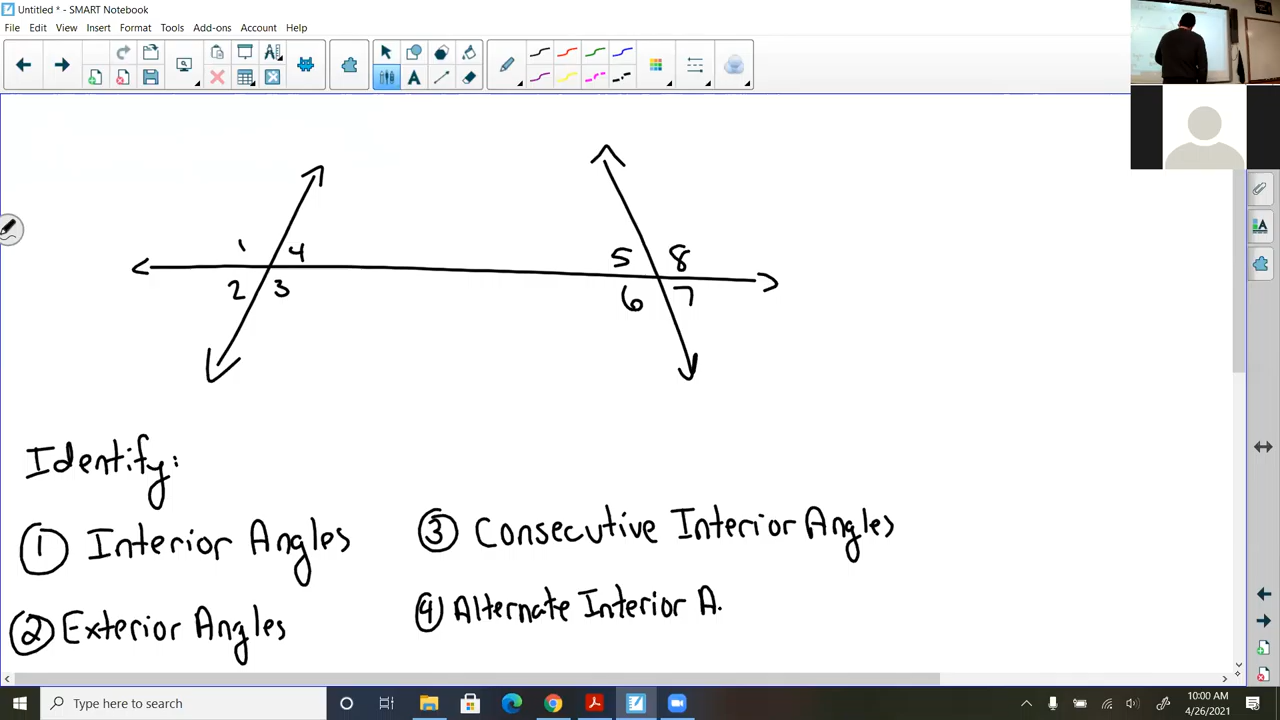 Untitled * - SMART Notebook
File Edit View Insert Format Tools Add-ons Account Help
1 4 5 8
2 3 6 7
Identify:
① Interior Angles
③ Consecutive Interior Angles
② Exterior Angles
④ Alternate Interior A.
Type here to search
10:00 AM
4/26/2021